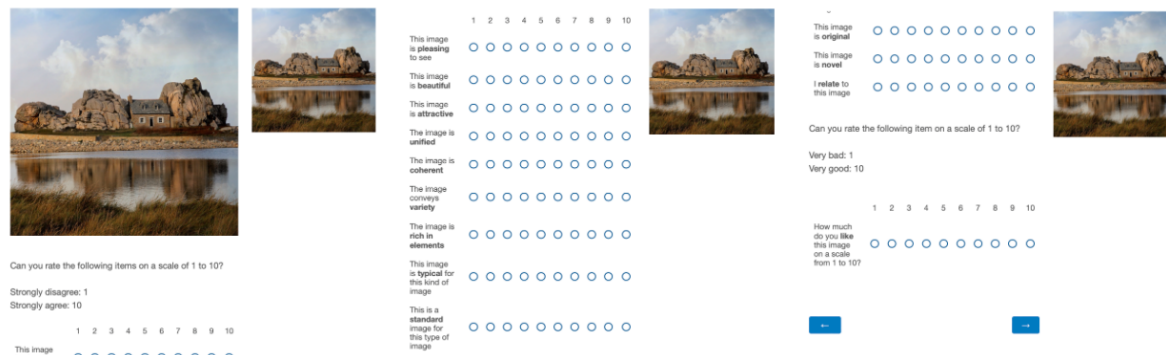 Can you rate the following items on a scale of 1 to 10?
Strongly disagree: 1
Strongly agree: 10
1 2 3 4 5 6 7 8 9 10
This image
1 2 3 4 5 6 7 8 9 10
This image
is pleasing
to see
This image
is beautiful
This image
is attractive
The image is
unified
The image is
coherent
The image
conveys
variety
The image is
rich in
elements
This image
is typical for
this kind of
image
This is a
standard
image for
this type of
image
This image
is original
This image
is novel
I relate to
this image
Can you rate the following item on a scale of 1 to 10?
Very bad: 1
Very good: 10
1 2 3 4 5 6 7 8 9 10
How much
do you like
this image
on a scale
from 1 to 10?
←
→